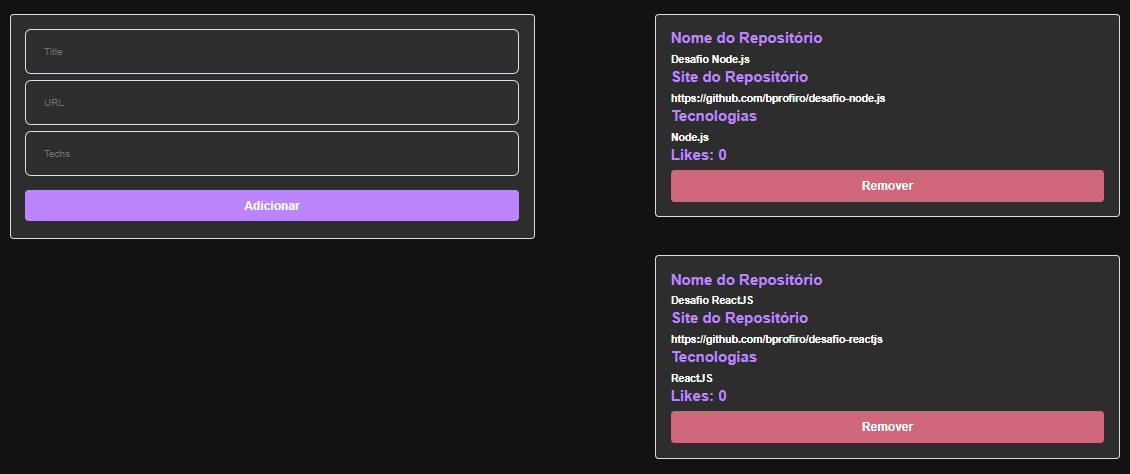 Title
URL
Techs
Adicionar
Nome do Repositório
Desafio Node.js
Site do Repositório
https://github.com/bprofiro/desafio-node.js
Tecnologias
Node.js
Likes: 0
Remover
Nome do Repositório
Desafio ReactJS
Site do Repositório
https://github.com/bprofiro/desafio-reactjs
Tecnologias
ReactJS
Likes: 0
Remover